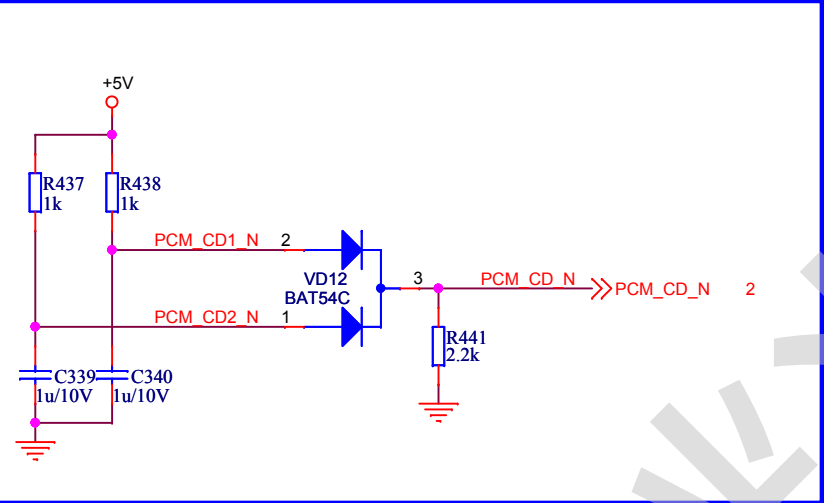 +5V
R437
1k
R438
1k
PCM_CD1_N 2
VD12
BAT54C
3 PCM_CD_N
PCM_CD_N 2
PCM_CD2_N 1
R441
2.2k
C339
1u/10V
C340
1u/10V